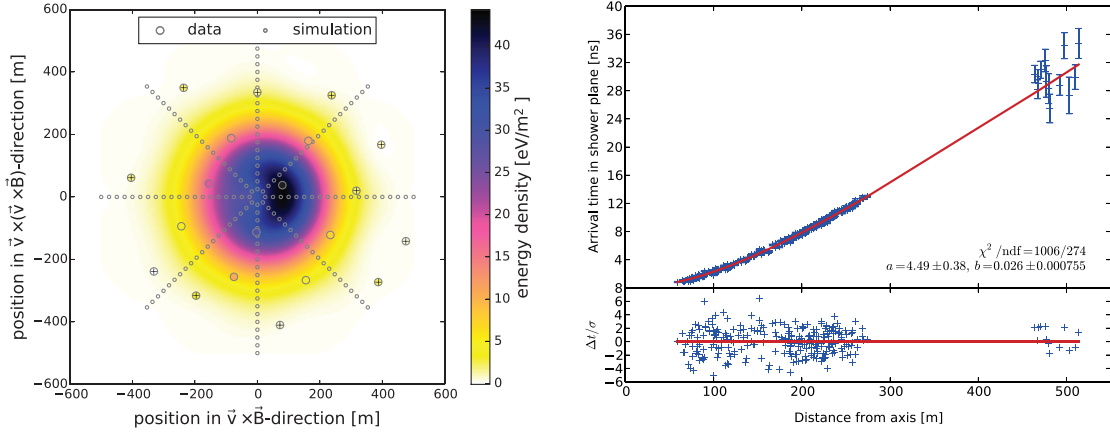 600
400
200
0
−200
−400
−600
−600 −400 −200 0 200 400 600
position in v⃗ ×(v⃗ ×B⃗)-direction [m]
position in v⃗ ×B⃗-direction [m]
data simulation
40
35
30
25
20
15
10
5
0
energy density [eV/m²]
40
36
32
28
24
20
16
12
8
Arrival time in shower plane [ns]
χ² /ndf =1006/274
a =4.49 ±0.38, b =0.026 ±0.000755
6
4
2
0
−2
−4
−6
Δt/σ
100 200 300 400 500
Distance from axis [m]